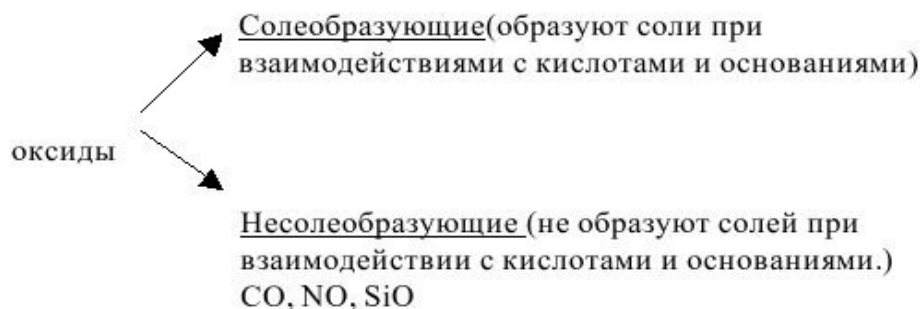 Солеобразующие(образуют соли при
взаимодействиями с кислотами и основаниями)
оксиды
Несолеобразующие (не образуют солей при
взаимодействии с кислотами и основаниями.)
CO, NO, SiO